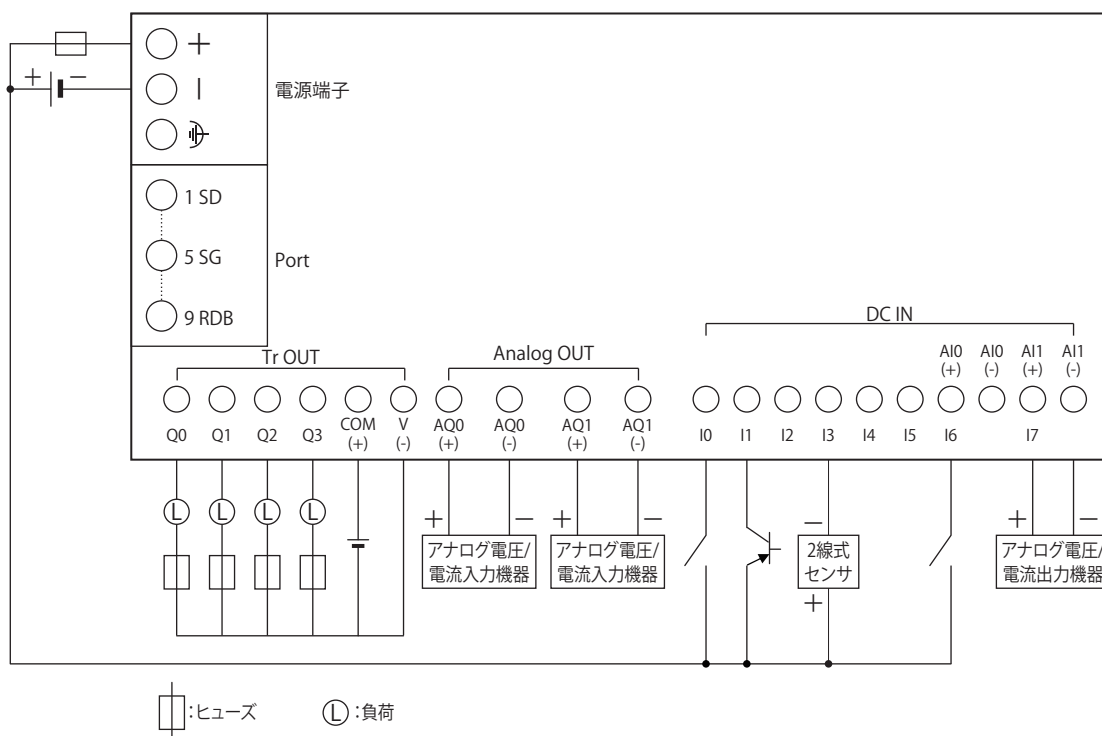 +
+ −
− 電源端子
1 SD
5 SG
Port
9 RDB
Tr OUT
Analog OUT
DC IN
AI0 AI0 AI1 AI1
(+) (-) (+) (-)
Q0 Q1 Q2 Q3 COM V AQ0 AQ0 AQ1 AQ1 I0 I1 I2 I3 I4 I5 I6 I7
(+) (-) (+) (-) (+) (-)
L L L L
+ − + − − + −
アナログ電圧/ アナログ電圧/ 2線式 アナログ電圧/
電流入力機器 電流入力機器 センサ 電流出力機器
+
:ヒューズ L :負荷